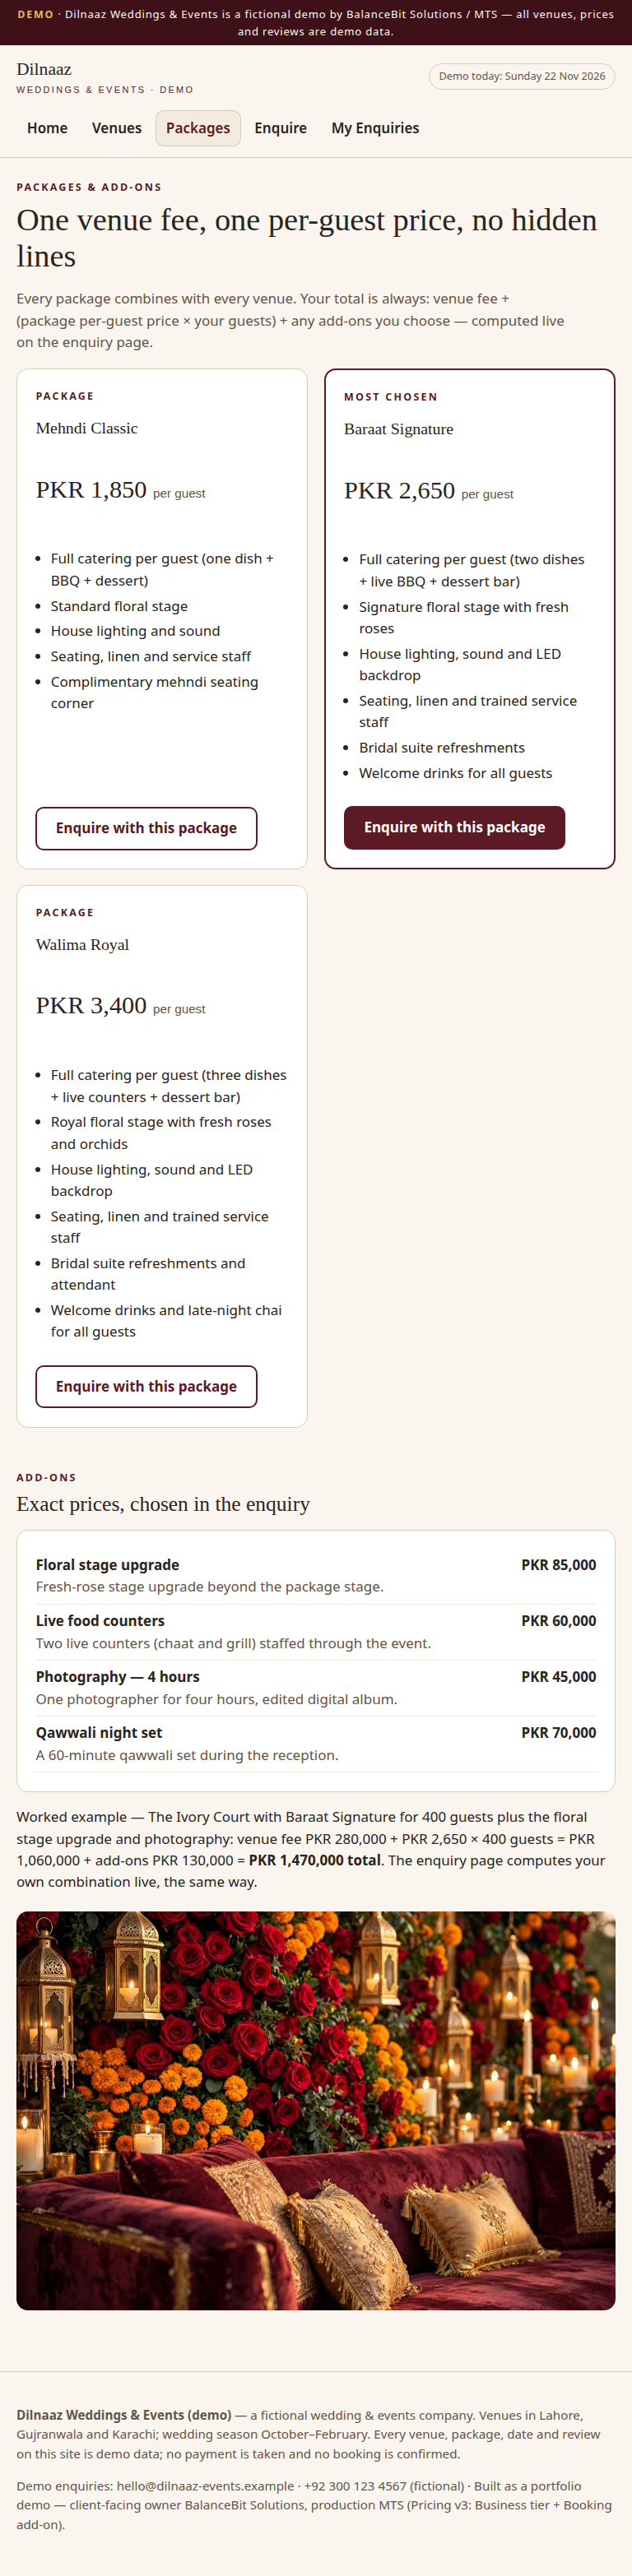 DEMO · Dilnaaz Weddings & Events is a fictional demo by BalanceBit Solutions / MTS — all venues, prices
and reviews are demo data.
Dilnaaz
WEDDINGS & EVENTS · DEMO
Demo today: Sunday 22 Nov 2026
Home Venues Packages Enquire My Enquiries
PACKAGES & ADD-ONS
One venue fee, one per-guest price, no hidden
lines
Every package combines with every venue. Your total is always: venue fee +
(package per-guest price × your guests) + any add-ons you choose — computed live
on the enquiry page.
PACKAGE
Mehndi Classic
PKR 1,850 per guest
• Full catering per guest (one dish +
BBQ + dessert)
• Standard floral stage
• House lighting and sound
• Seating, linen and service staff
• Complimentary mehndi seating
corner
Enquire with this package
MOST CHOSEN
Baraat Signature
PKR 2,650 per guest
• Full catering per guest (two dishes
+ live BBQ + dessert bar)
• Signature floral stage with fresh
roses
• House lighting, sound and LED
backdrop
• Seating, linen and trained service
staff
• Bridal suite refreshments
• Welcome drinks for all guests
Enquire with this package
PACKAGE
Walima Royal
PKR 3,400 per guest
• Full catering per guest (three dishes
+ live counters + dessert bar)
• Royal floral stage with fresh roses
and orchids
• House lighting, sound and LED
backdrop
• Seating, linen and trained service
staff
• Bridal suite refreshments and
attendant
• Welcome drinks and late-night chai
for all guests
Enquire with this package
ADD-ONS
Exact prices, chosen in the enquiry
Floral stage upgrade PKR 85,000
Fresh-rose stage upgrade beyond the package stage.
Live food counters PKR 60,000
Two live counters (chaat and grill) staffed through the event.
Photography — 4 hours PKR 45,000
One photographer for four hours, edited digital album.
Qawwali night set PKR 70,000
A 60-minute qawwali set during the reception.
Worked example — The Ivory Court with Baraat Signature for 400 guests plus the floral
stage upgrade and photography: venue fee PKR 280,000 + PKR 2,650 × 400 guests = PKR
1,060,000 + add-ons PKR 130,000 = PKR 1,470,000 total. The enquiry page computes your
own combination live, the same way.
Dilnaaz Weddings & Events (demo) — a fictional wedding & events company. Venues in Lahore,
Gujranwala and Karachi; wedding season October–February. Every venue, package, date and review
on this site is demo data; no payment is taken and no booking is confirmed.
Demo enquiries: hello@dilnaaz-events.example · +92 300 123 4567 (fictional) · Built as a portfolio
demo — client-facing owner BalanceBit Solutions, production MTS (Pricing v3: Business tier + Booking
add-on).